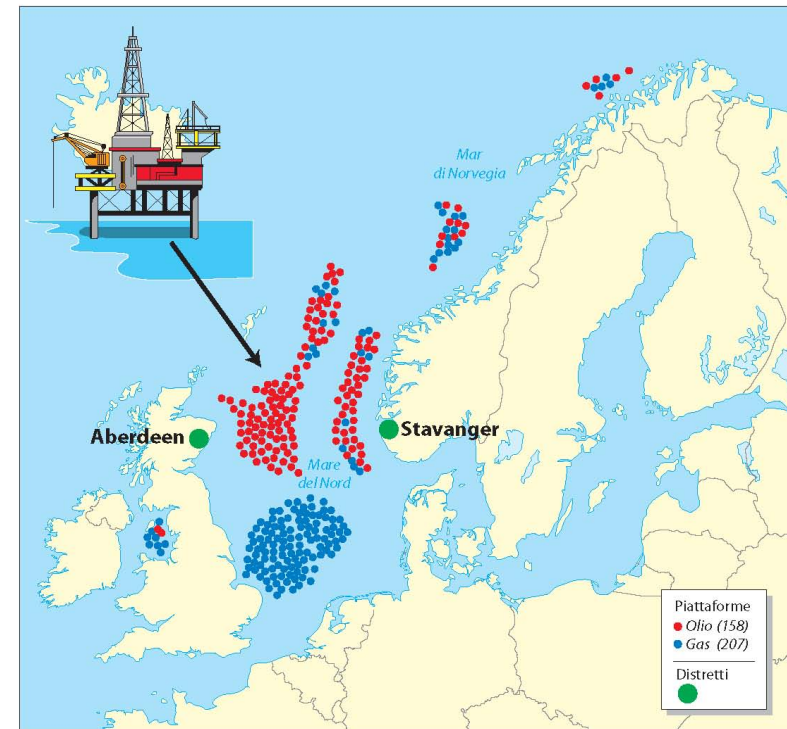 Mar
di Norvegia
Aberdeen
Stavanger
Mare
del Nord
Piattaforme
Olio (158)
Gas (207)
Distretti